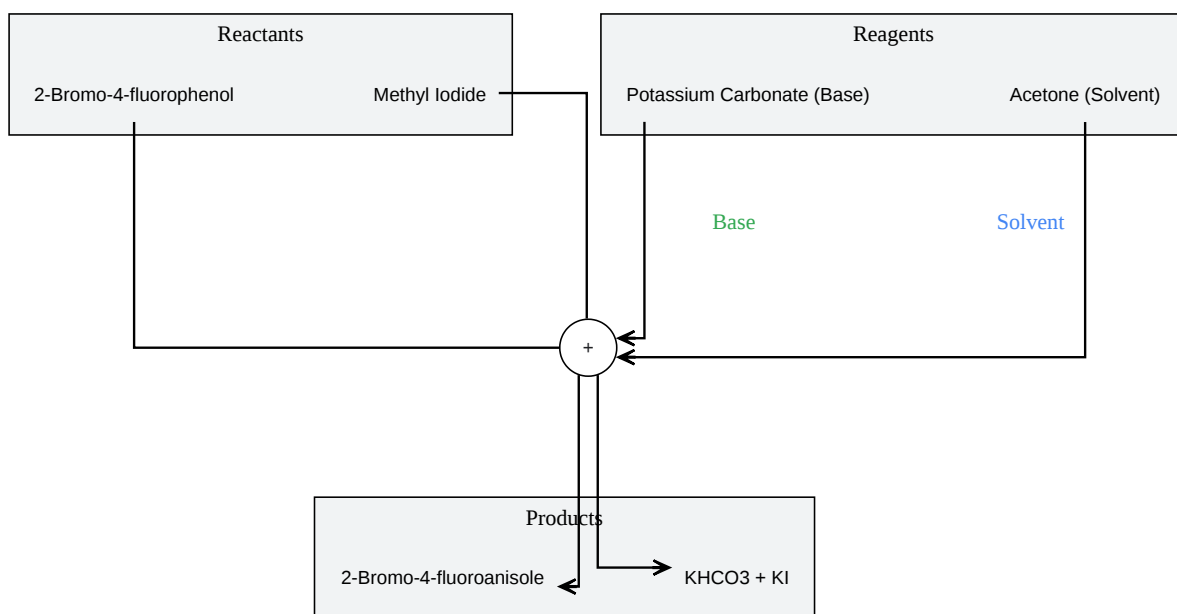 Reactants
Reagents
2-Bromo-4-fluorophenol
Methyl Iodide
Potassium Carbonate (Base)
Acetone (Solvent)
Base
Solvent
+
Products
2-Bromo-4-fluoroanisole
KHCO3 + KI